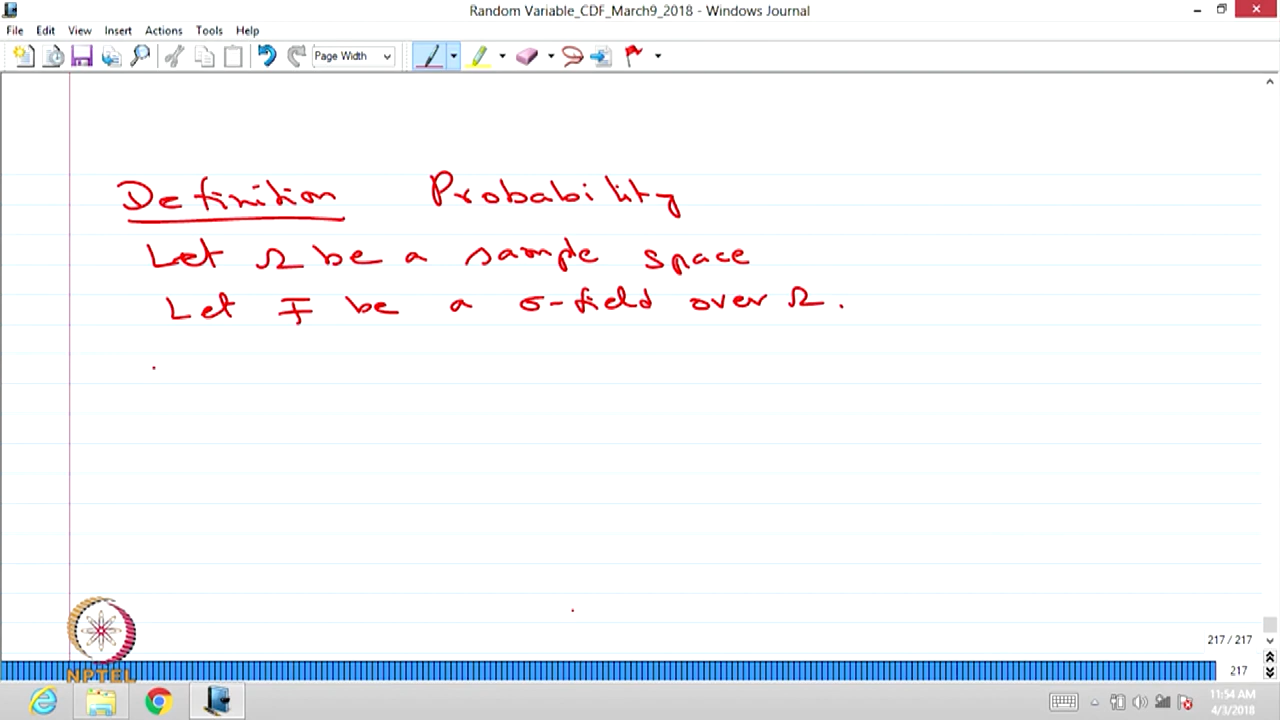 Random Variable_CDF_March9_2018 - Windows Journal
File Edit View Insert Actions Tools Help
Page Width
Definition Probability
Let Ω be a sample space
Let F be a σ-field over Ω.
217 / 217
217
NPTEL
11:54 AM
4/3/2018